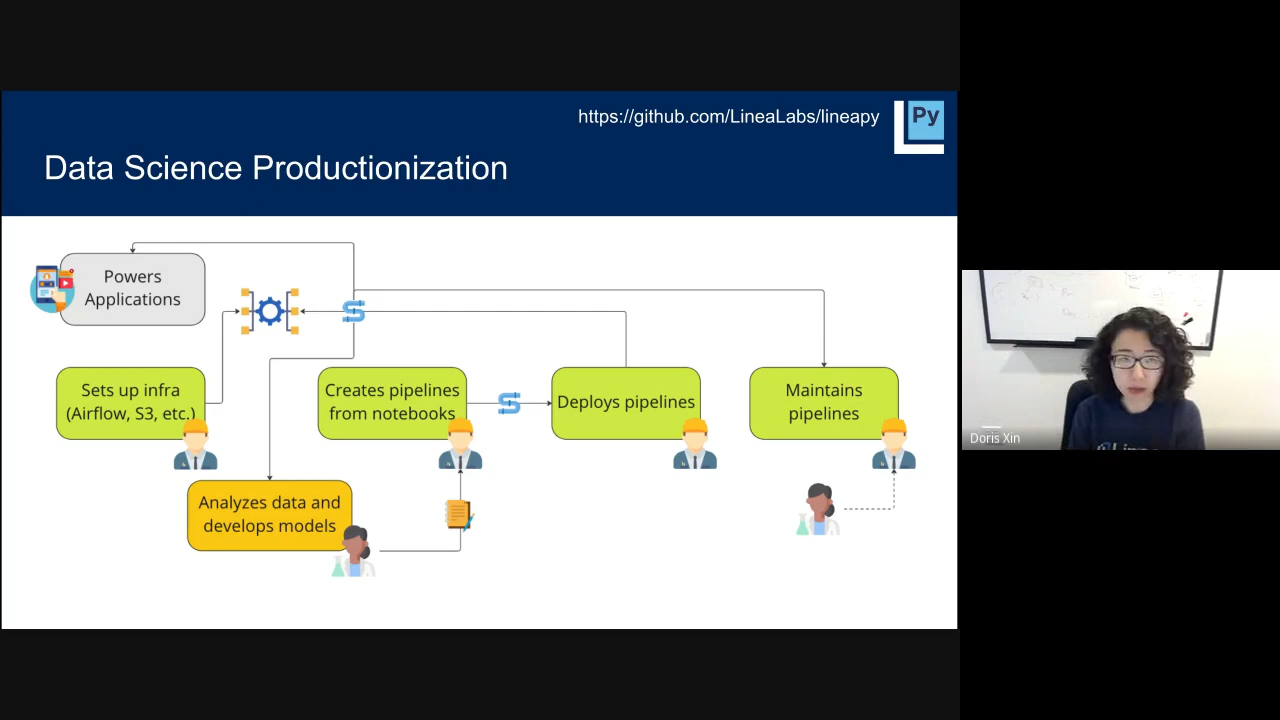 https://github.com/LineaLabs/lineapy
Py
Data Science Productionization
Powers
Applications
Sets up infra
(Airflow, S3, etc.)
Creates pipelines
from notebooks
Deploys pipelines
Maintains
pipelines
Analyzes data and
develops models
Doris Xin